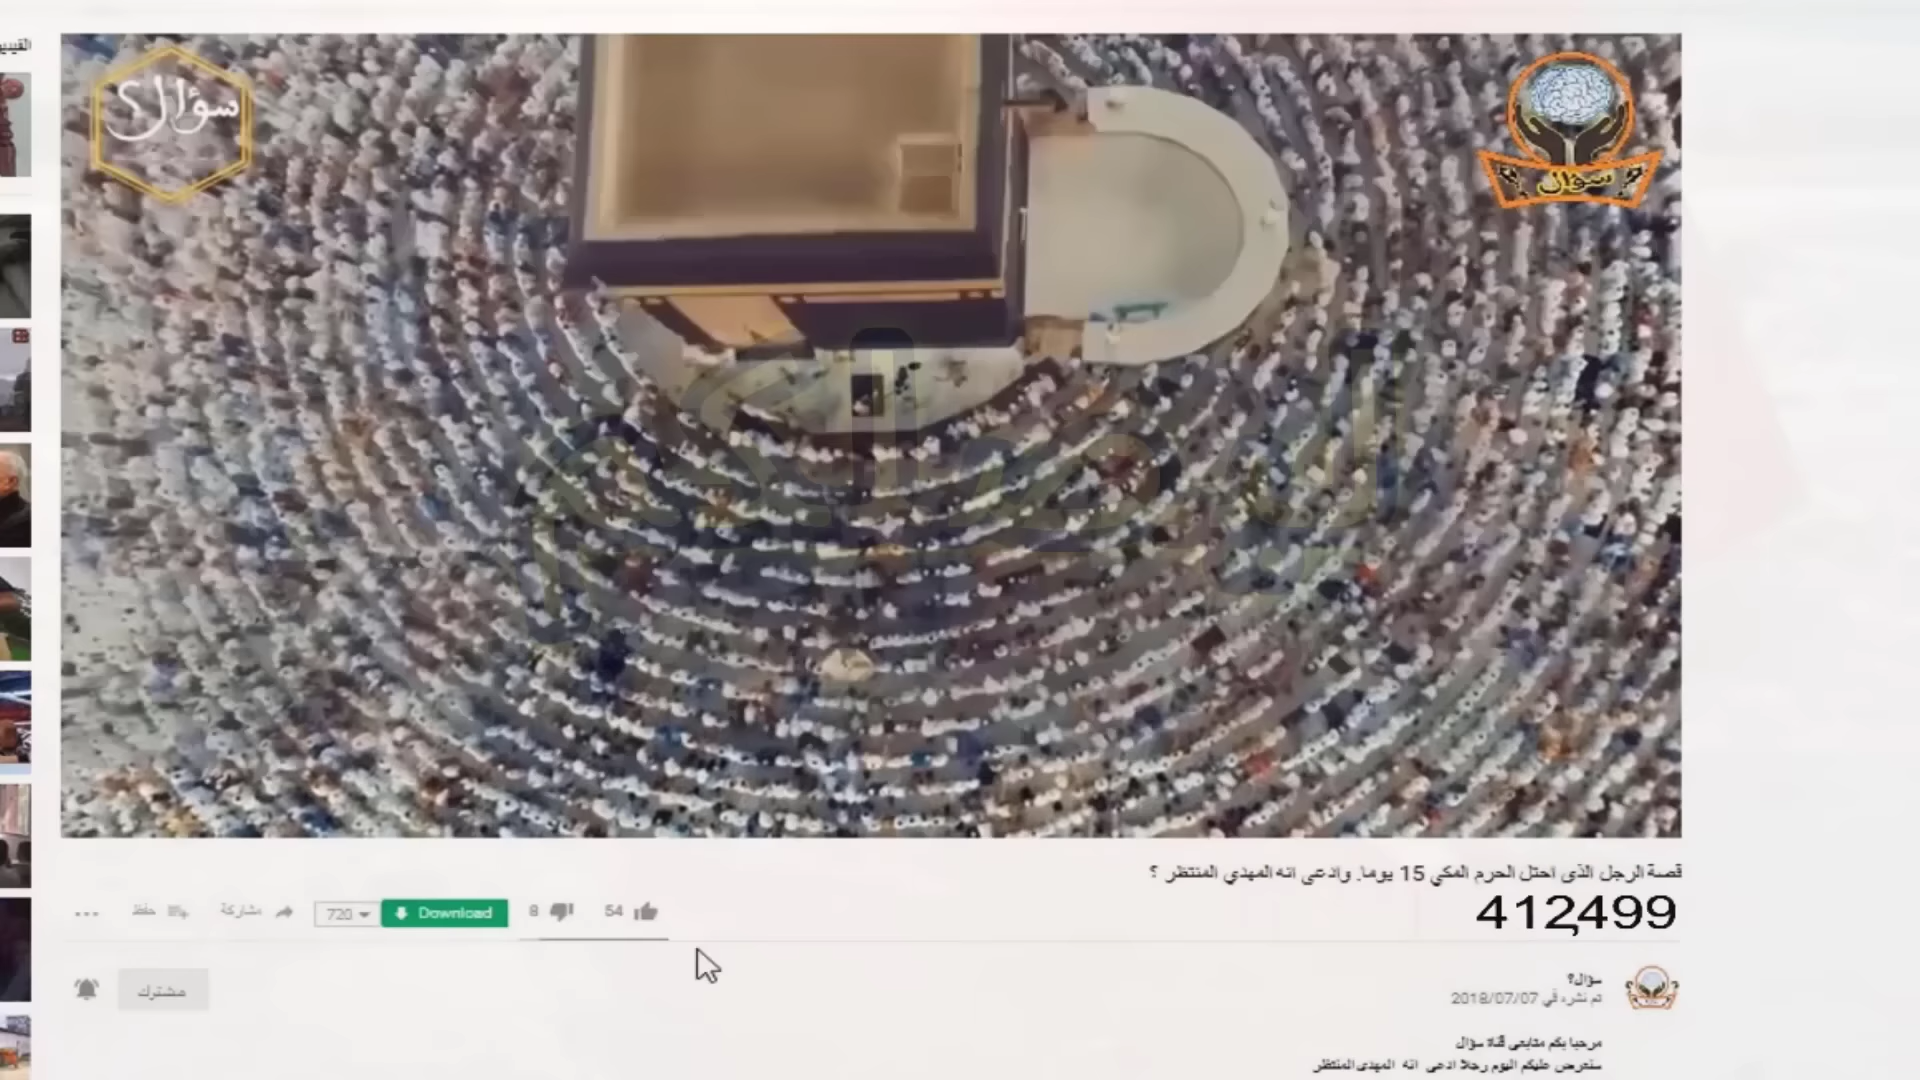 سؤال؟
سؤال
قصة الرجل الذى احتل الحرم المكي 15 يوما. وادعى انه المهدي المنتظر ؟
412,499
54
8
Download
720
مشاركة
حفظ
سؤال؟
تم نشره في 2018/07/07
مشترك
مرحبا بكم متابعى قناة سؤال
سنعرض عليكم اليوم رجلا ادعى انه المهدى المنتظر